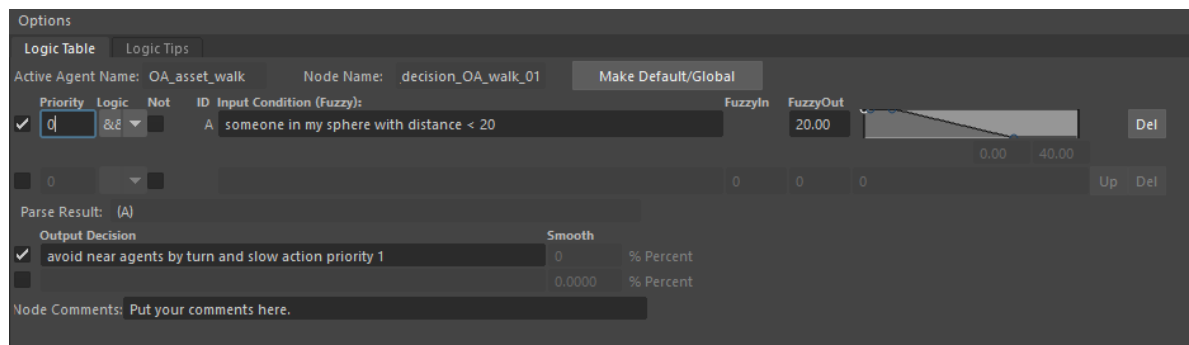 Options
Logic Table Logic Tips
Active Agent Name: OA_asset_walk Node Name: decision_OA_walk_01 Make Default/Global
Priority Logic Not ID Input Condition (Fuzzy): FuzzyIn FuzzyOut
0 && A someone in my sphere with distance < 20 20.00 Del
0.00 40.00
0 0 0 0 Up Del
Parse Result: (A)
Output Decision Smooth
avoid near agents by turn and slow action priority 1 0 % Percent
0.0000 % Percent
Node Comments: Put your comments here.